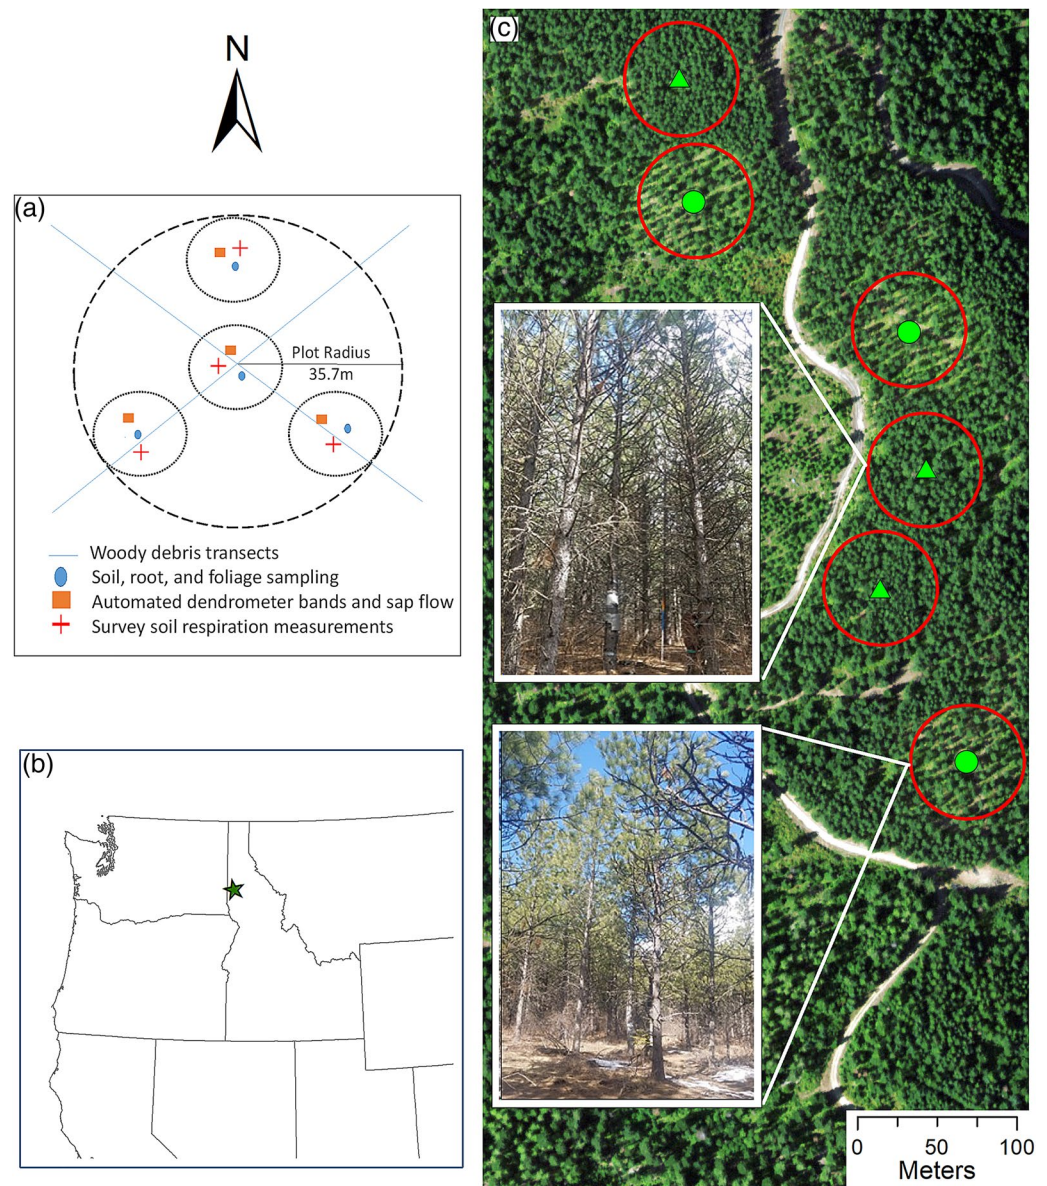 N
(a)
Plot Radius
35.7m
Woody debris transects
Soil, root, and foliage sampling
Automated dendrometer bands and sap flow
Survey soil respiration measurements
(b)
(c)
0 50 100
Meters